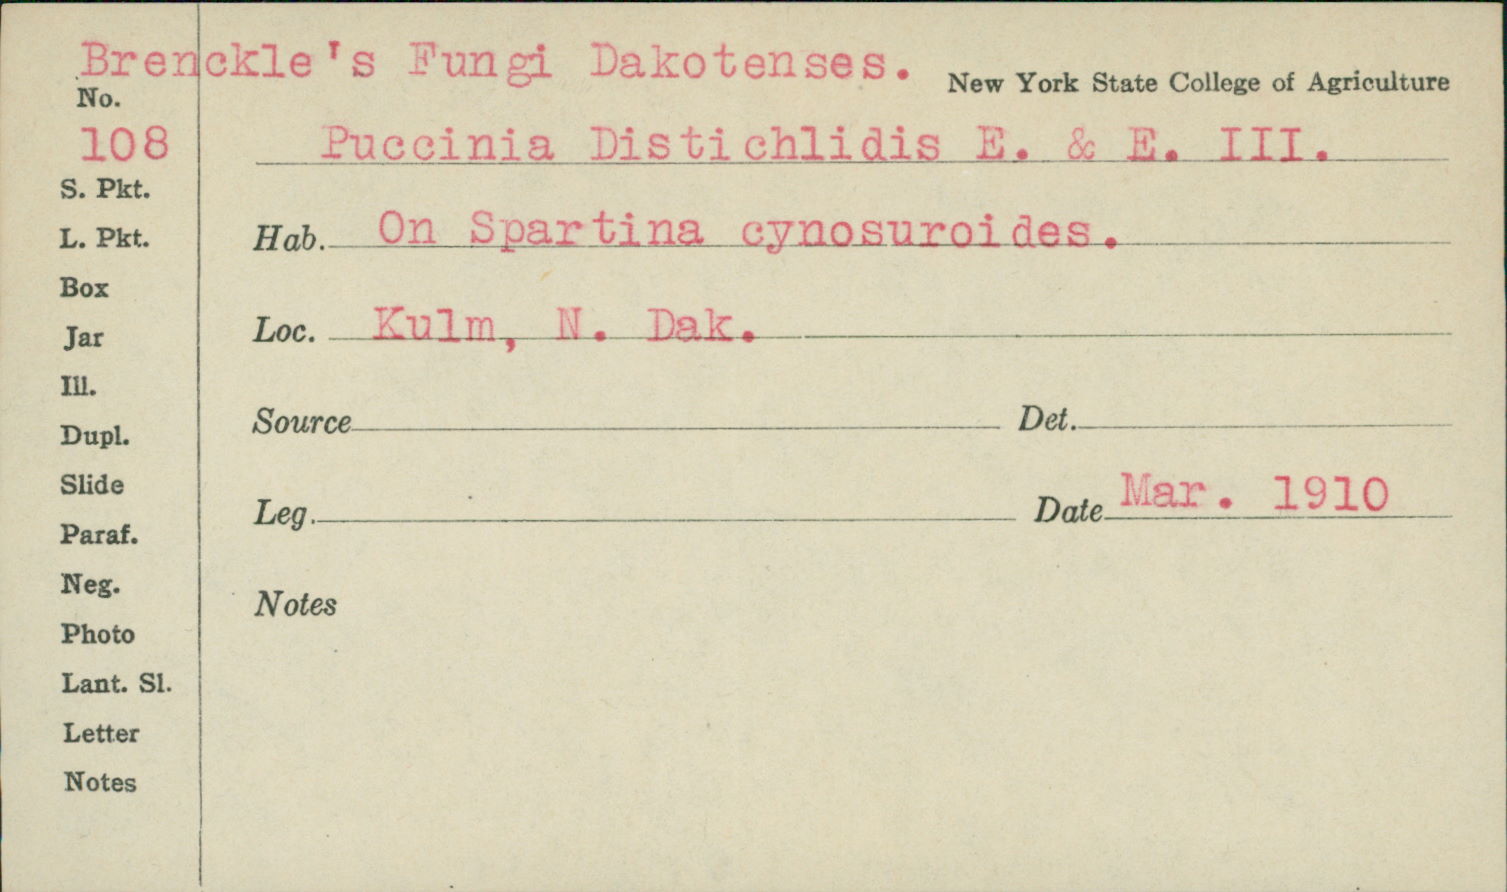 Brenckle's Fungi Dakotenses.
New York State College of Agriculture
No.
108
Puccinia Distichlidis E. & E. III.
S. Pkt.
L. Pkt.
Hab. On Spartina cynosuroides.
Box
Loc. Kulm, N. Dak.
Jar
Ill.
Source Det.
Dupl.
Slide
Leg. Date Mar. 1910
Paraf.
Neg.
Notes
Photo
Lant. Sl.
Letter
Notes